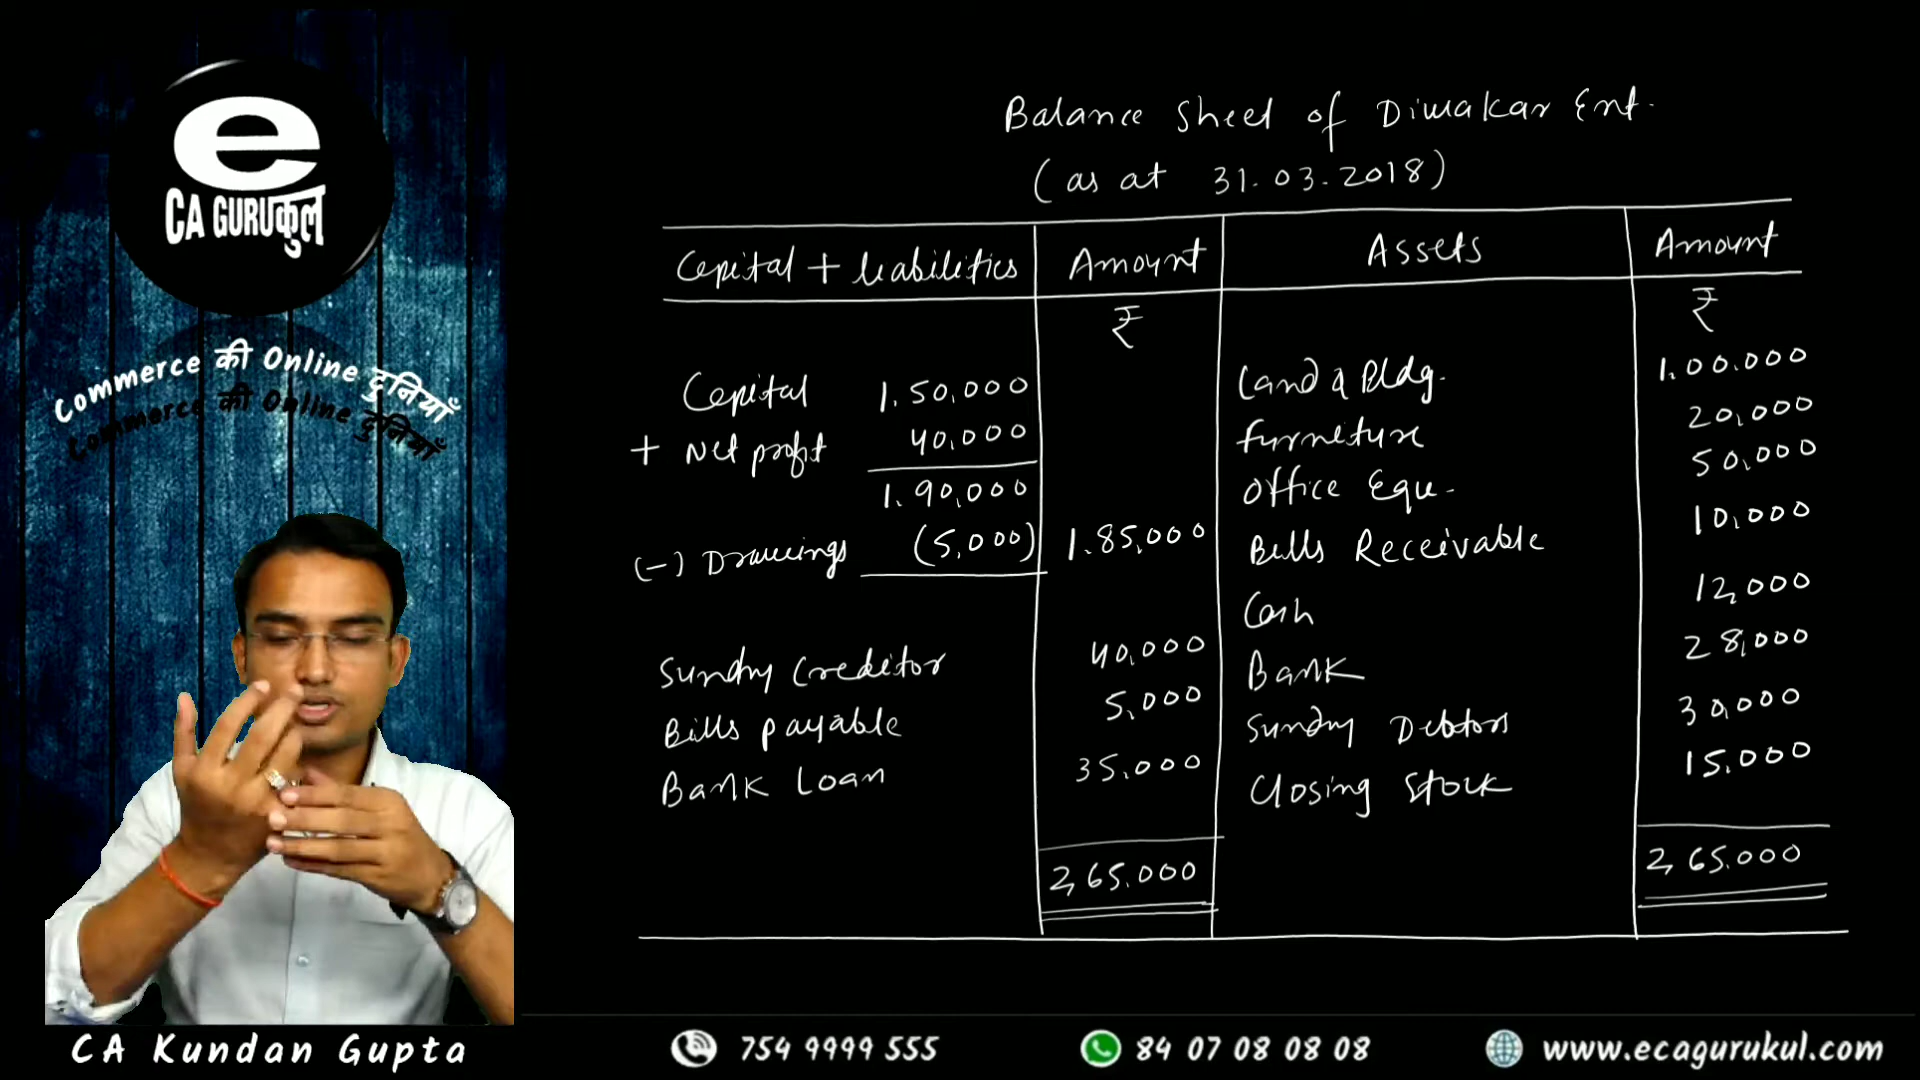 e
CA GURUकुल
Commerce की Online दुनियाँ
Commerce की Online दुनियाँ
Balance Sheet of Diwakar Ent.
(as at 31.03.2018)
Capital + liabilities Amount Assets Amount
₹ ₹
Capital 1.50,000 Land & Bldg. 1,00.000
+ Net profit 40,000 furniture 20,000
1.90,000 Office Equ. 50,000
(-) Drawings (5,000) 1.85,000 Bills Receivable 10,000
Cash 12,000
Sundry Creditor 40,000 Bank 28,000
Bills payable 5,000 Sundry Debtors 30,000
Bank Loan 35,000 Closing Stock 15,000
2,65.000 2,65.000
CA Kundan Gupta 754 9999 555 84 07 08 08 08 www.ecagurukul.com